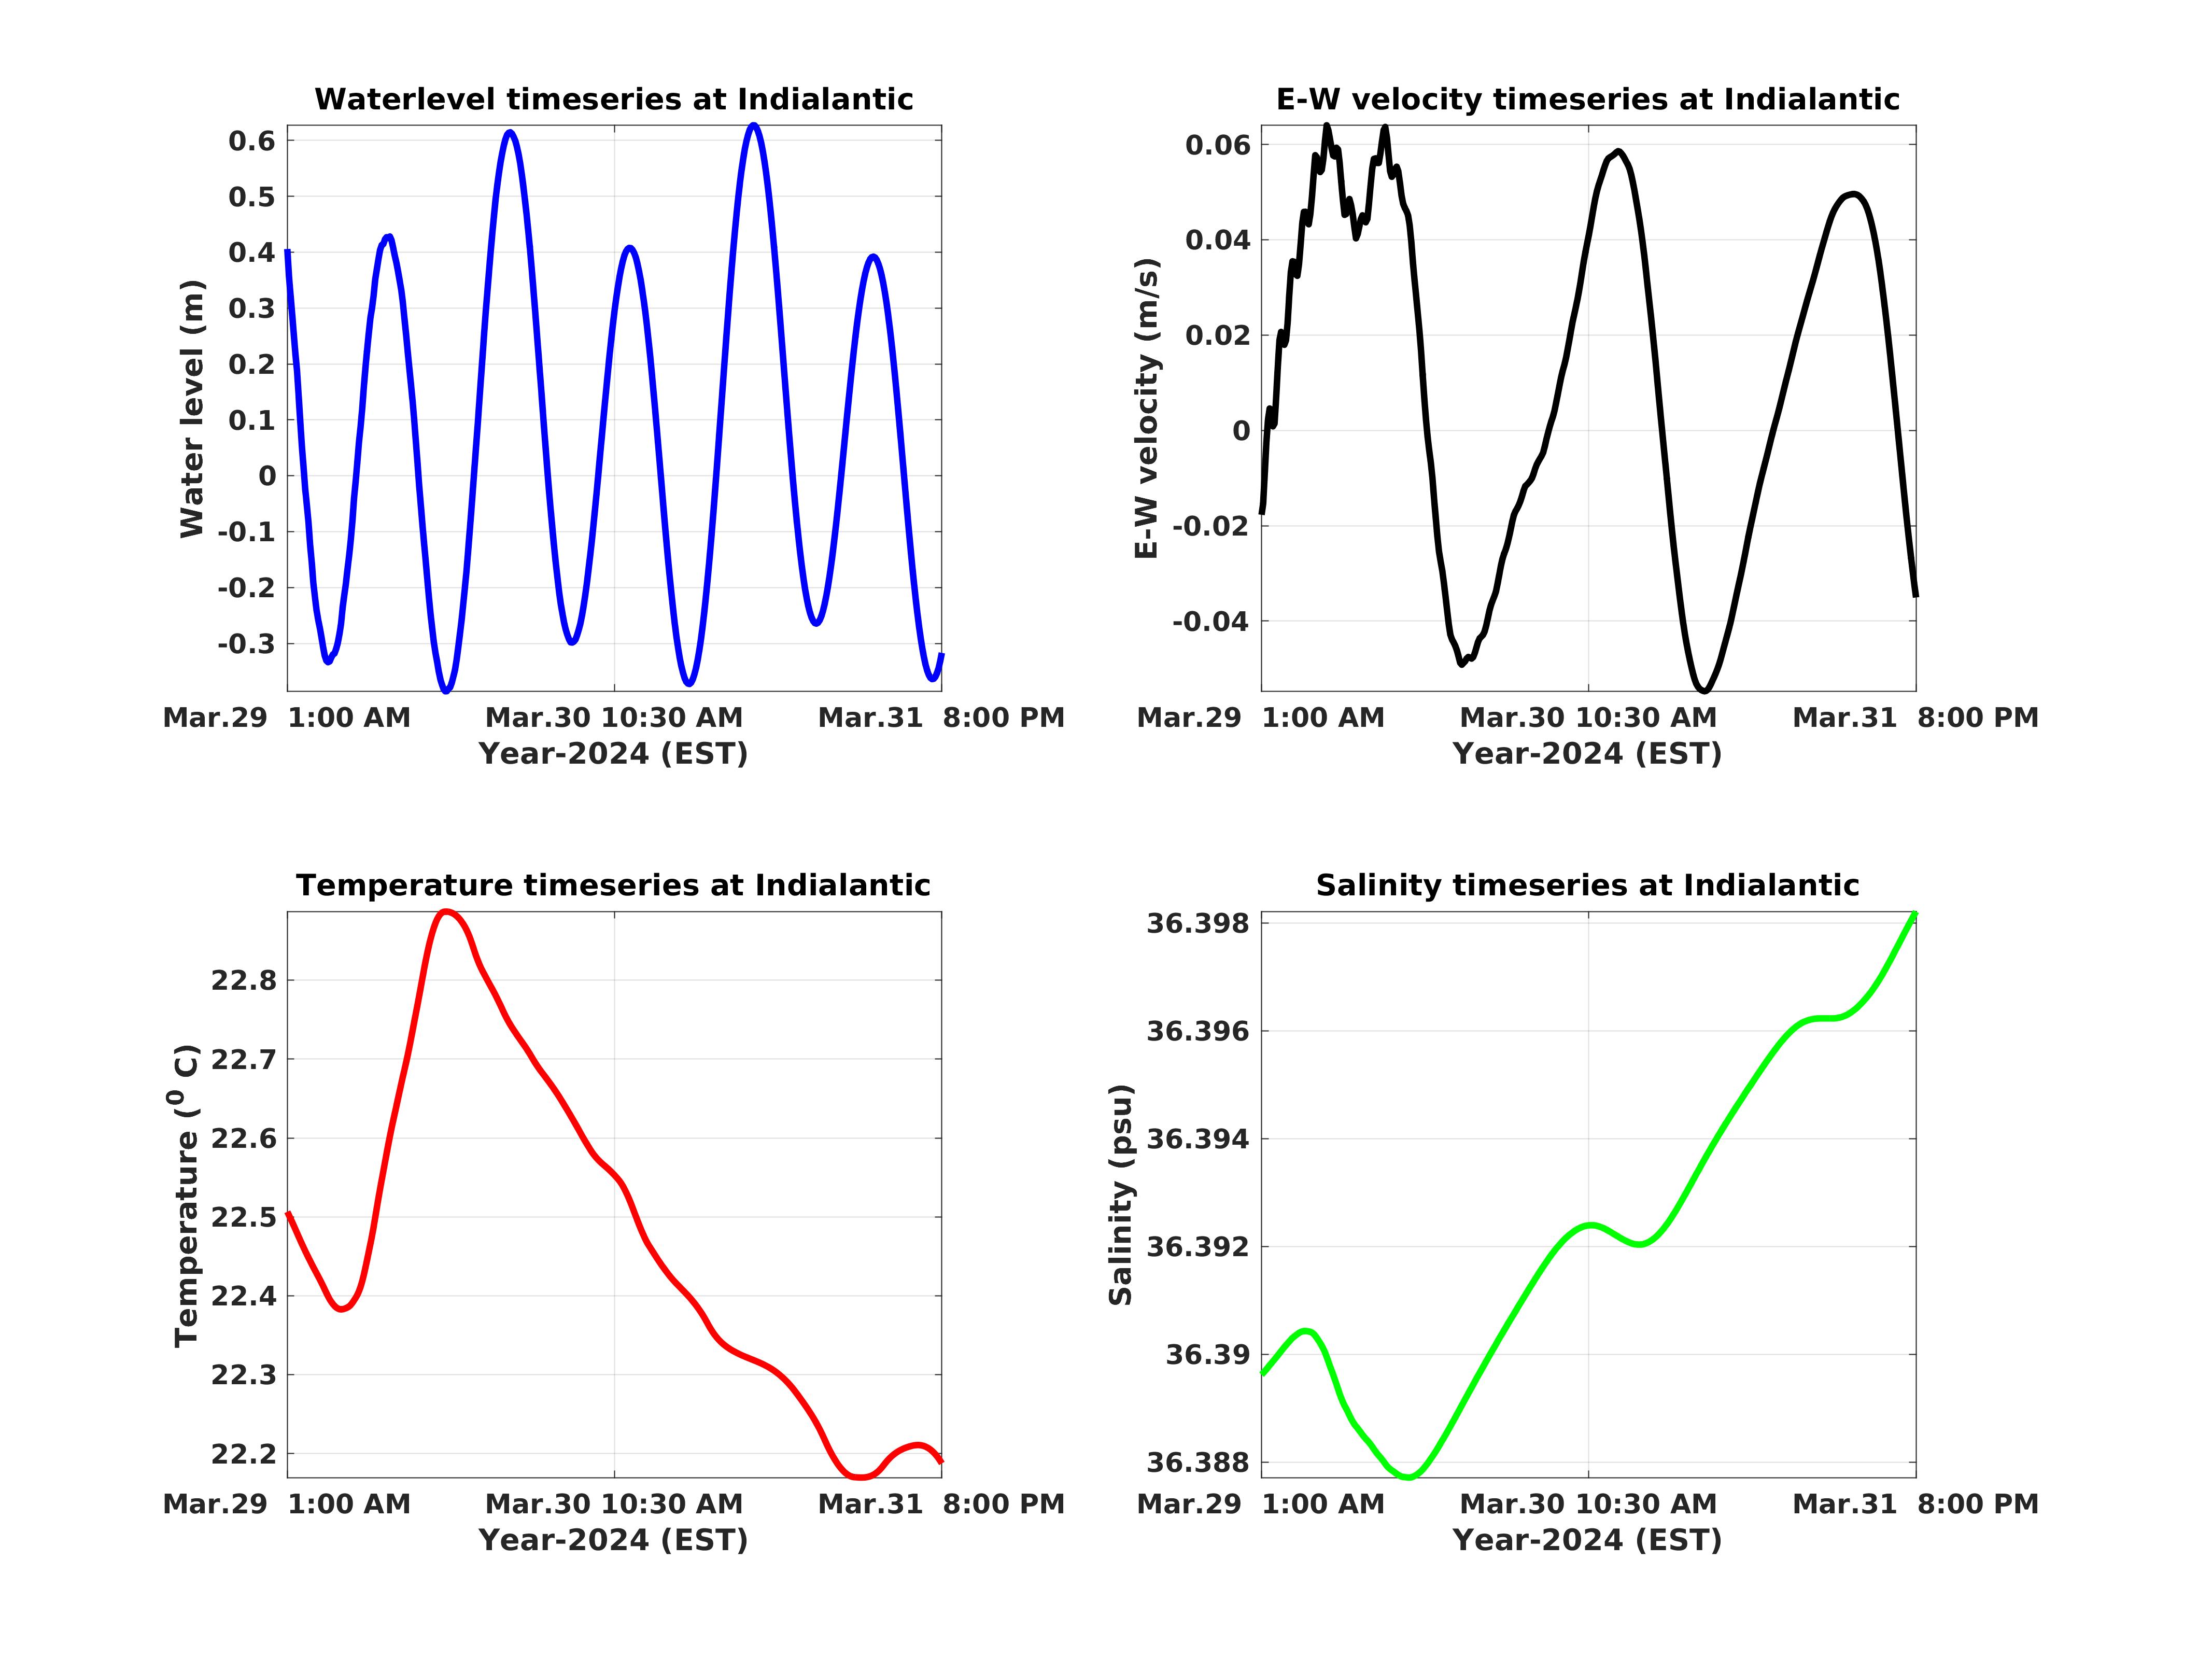 Waterlevel timeseries at Indialantic
Water level (m)
0.6
0.5
0.4
0.3
0.2
0.1
0
-0.1
-0.2
-0.3
Mar.29 1:00 AM Mar.30 10:30 AM Mar.31 8:00 PM
Year-2024 (EST)
E-W velocity timeseries at Indialantic
E-W velocity (m/s)
0.06
0.04
0.02
0
-0.02
-0.04
Mar.29 1:00 AM Mar.30 10:30 AM Mar.31 8:00 PM
Year-2024 (EST)
Temperature timeseries at Indialantic
Temperature (⁰ C)
22.8
22.7
22.6
22.5
22.4
22.3
22.2
Mar.29 1:00 AM Mar.30 10:30 AM Mar.31 8:00 PM
Year-2024 (EST)
Salinity timeseries at Indialantic
Salinity (psu)
36.398
36.396
36.394
36.392
36.39
36.388
Mar.29 1:00 AM Mar.30 10:30 AM Mar.31 8:00 PM
Year-2024 (EST)